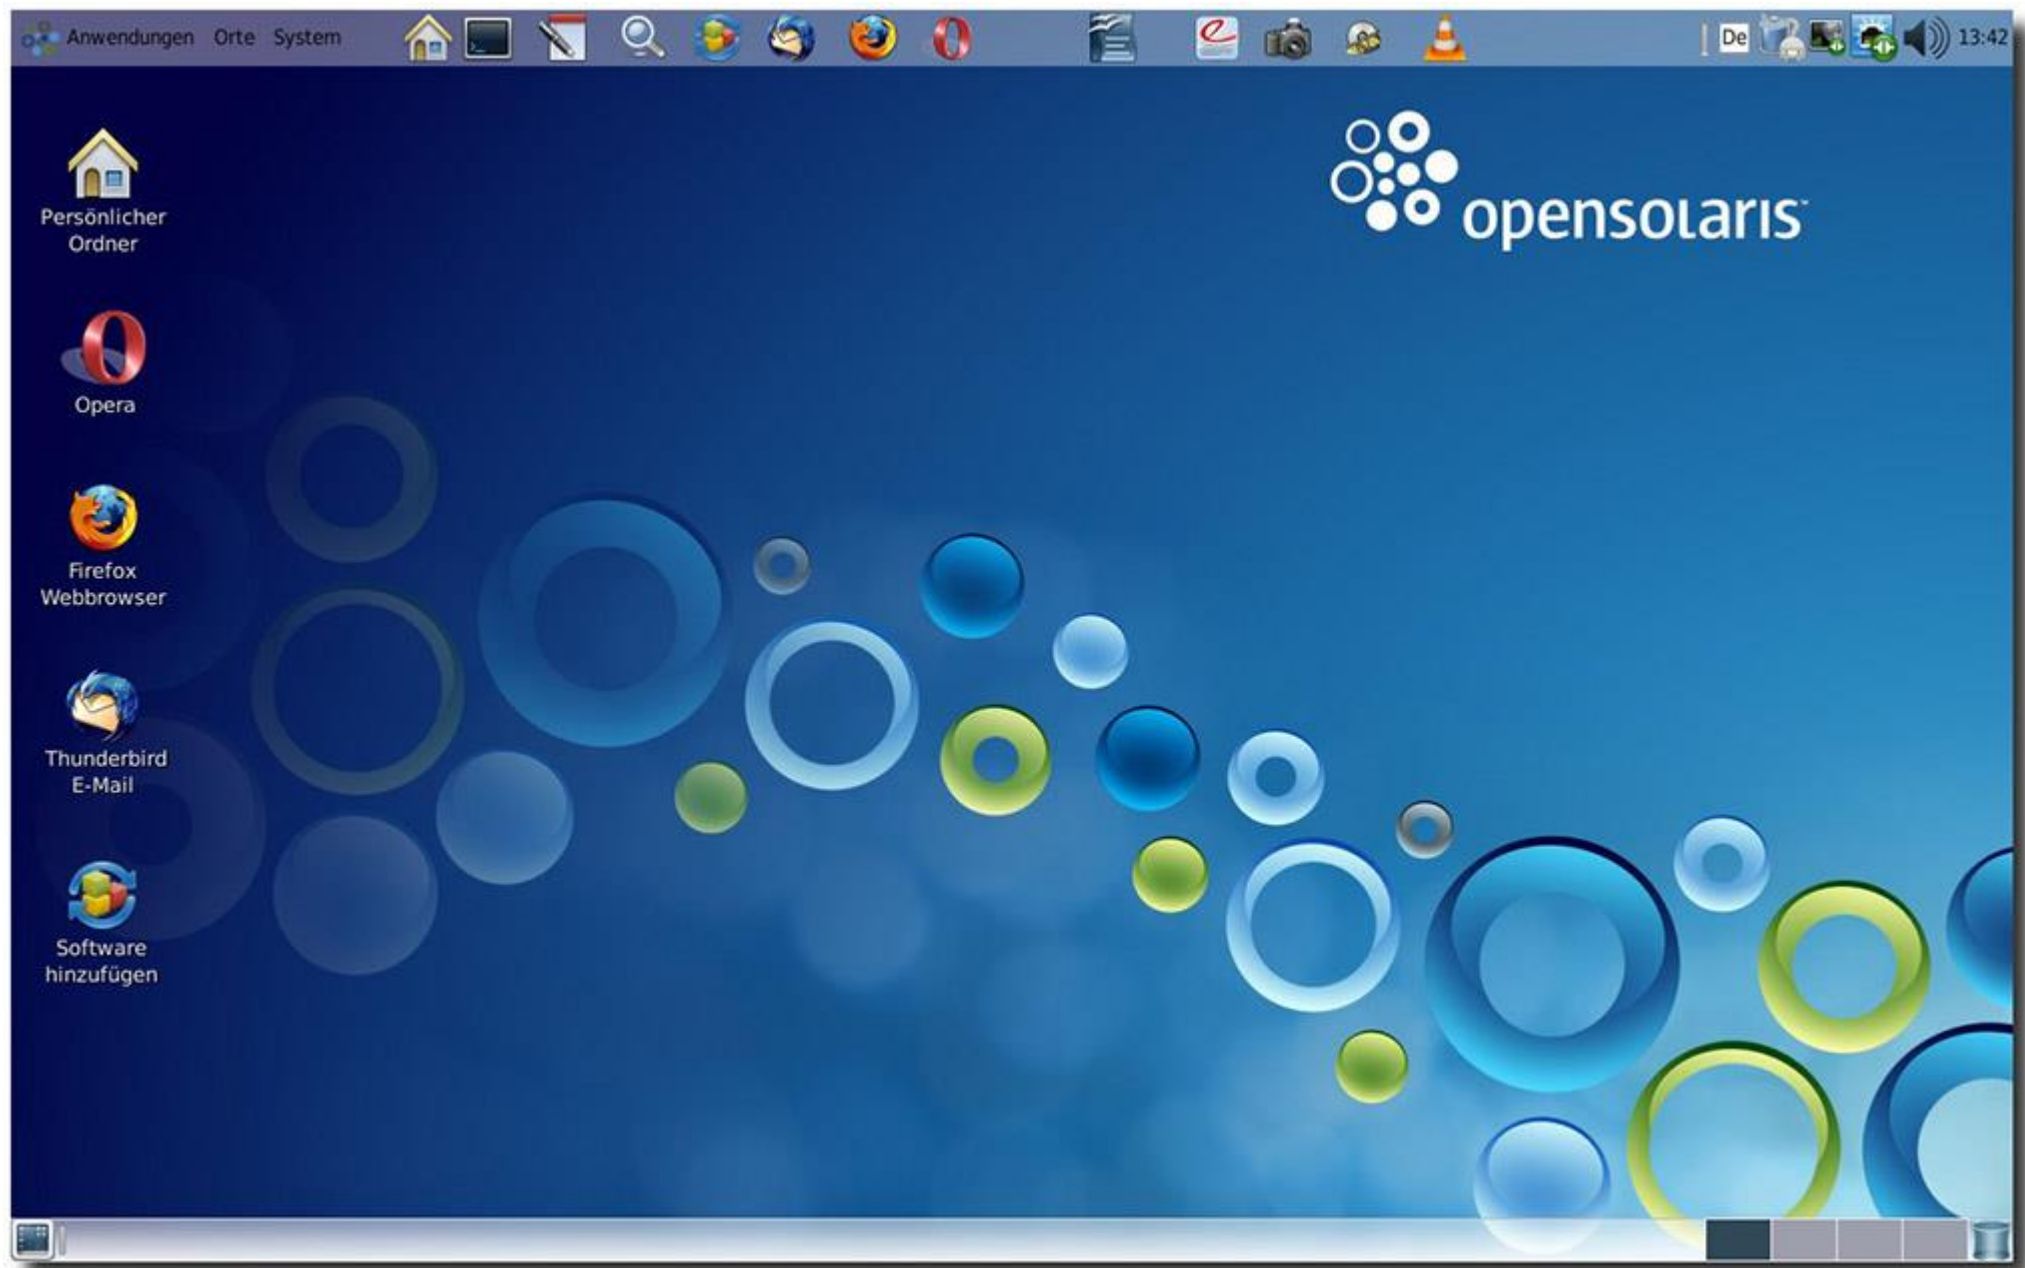 Anwendungen Orte System
De
13:42
opensolaris
Persönlicher
Ordner
Opera
Firefox
Webbrowser
Thunderbird
E-Mail
Software
hinzufügen